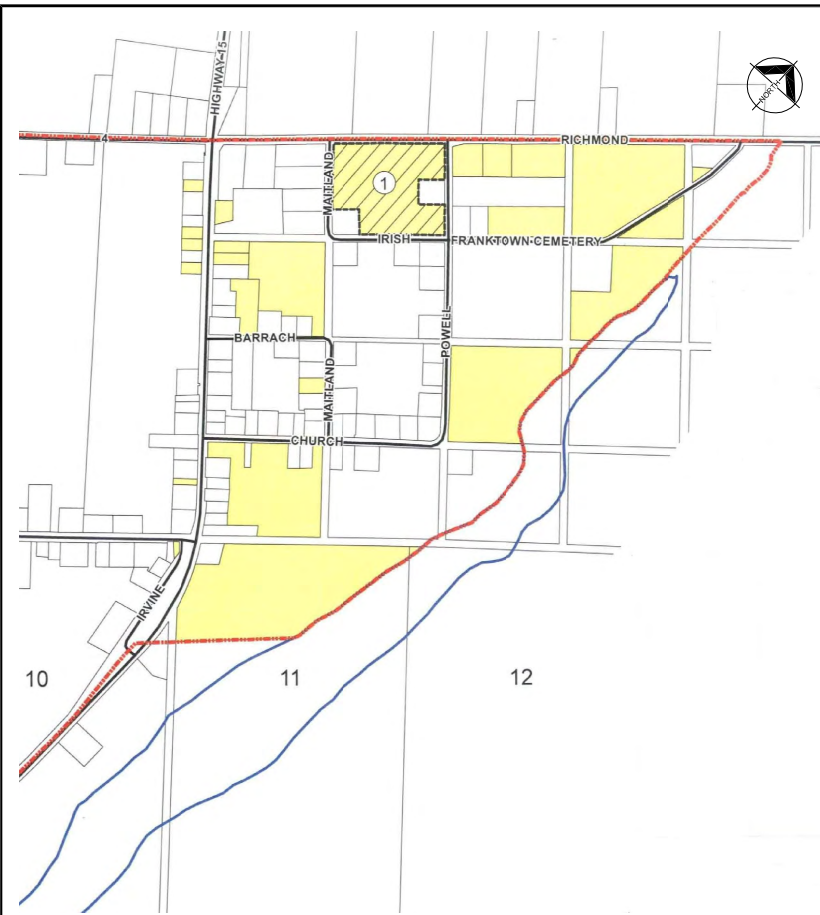 HIGHWAY 15
NORTH
4
RICHMOND
MAITLAND
1
IRISH
FRANKTOWN CEMETERY
BARRACH
MAITLAND
POWELL
CHURCH
IRVINE
10
11
12